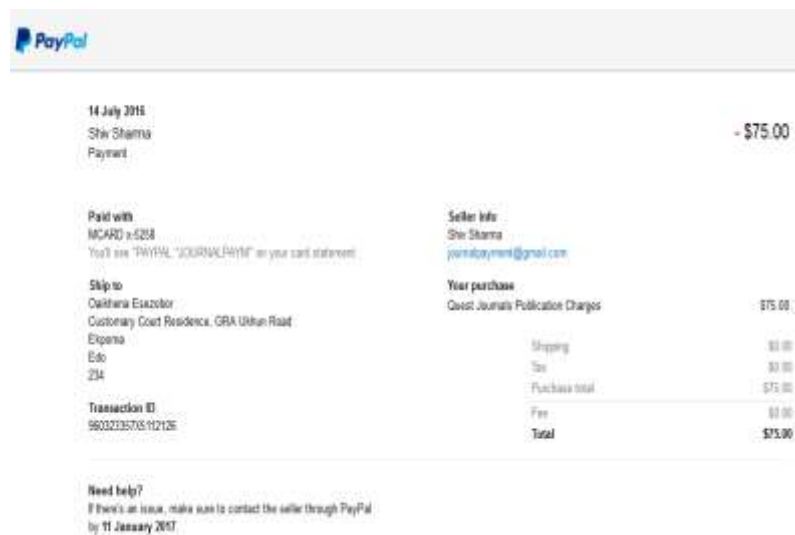 PayPal
14 July 2016
Shiv Sharma
Payment
- $75.00
Paid with
MCARD x-5258
You'll see "PAYPAL *JOURNALPAYM" on your card statement
Ship to
Oaikhena Esezobor
Customary Court Residence, GRA Ukhun Road
Ekpoma
Edo
234
Transaction ID
Seller info
Shiv Sharma
journalpayment@gmail.com
Your purchase
Quest Journals Publication Charges $75.00
Shipping $0.00
Tax $0.00
Purchase total $75.00
Fee $0.00
Total $75.00
Need help?
If there's an issue, make sure to contact the seller through PayPal
by 11 January 2017